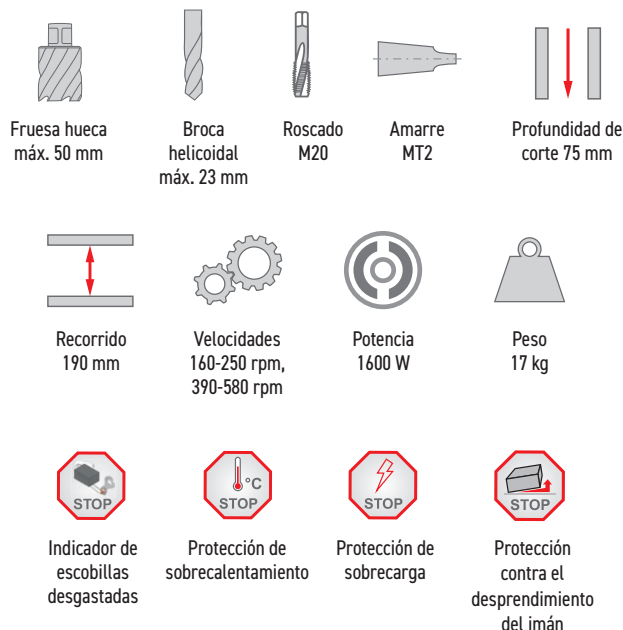 Fruesa hueca
máx. 50 mm
Broca
helicoidal
máx. 23 mm
Roscado
M20
Amarre
MT2
Profundidad de
corte 75 mm
Recorrido
190 mm
Velocidades
160-250 rpm,
390-580 rpm
Potencia
1600 W
Peso
17 kg
STOP
°C
STOP
STOP
STOP
Indicador de
escobillas
desgastadas
Protección de
sobrecalentamiento
Protección de
sobrecarga
Protección
contra el
desprendimiento
del imán